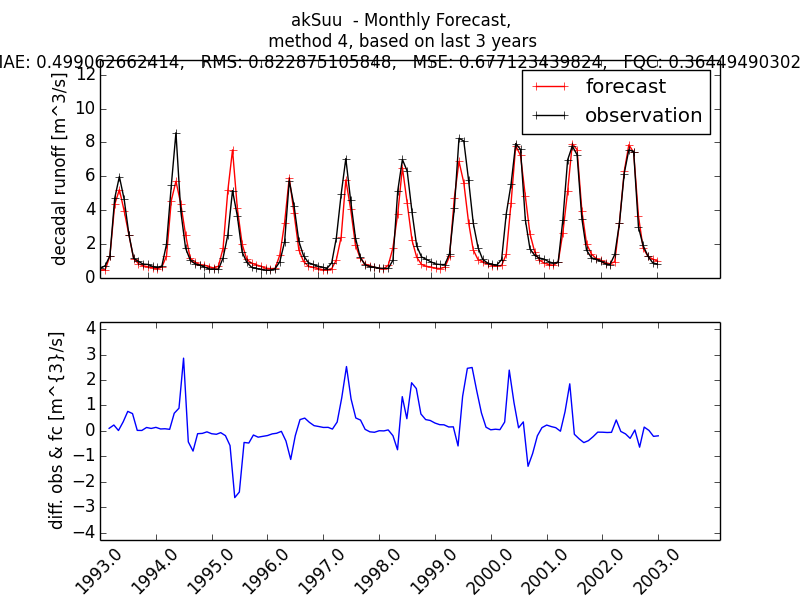 akSuu - Monthly Forecast,
method 4, based on last 3 years
MAE: 0.499062662414, RMS: 0.822875105848, MSE: 0.677123439824, FQC: 0.36449490302
forecast
observation
decadal runoff [m^3/s]
12
10
8
6
4
2
0
diff. obs & fc [m^{3}/s]
4
3
2
1
0
−1
−2
−3
−4
1993.0 1994.0 1995.0 1996.0 1997.0 1998.0 1999.0 2000.0 2001.0 2002.0 2003.0